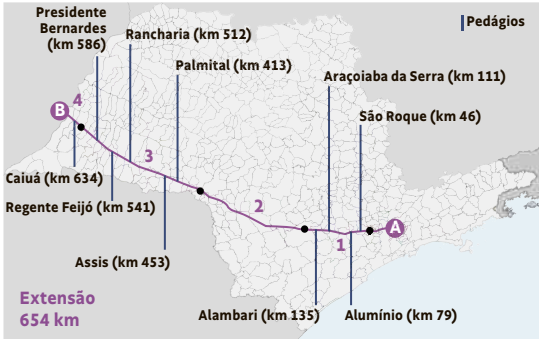 Presidente
Bernardes
(km 586)
Rancharia (km 512)
Palmital (km 413)
Pedágios
Araçoiaba da Serra (km 111)
São Roque (km 46)
B
4
3
2
1
A
Caiuá (km 634)
Regente Feijó (km 541)
Assis (km 453)
Alambari (km 135)
Alumínio (km 79)
Extensão
654 km